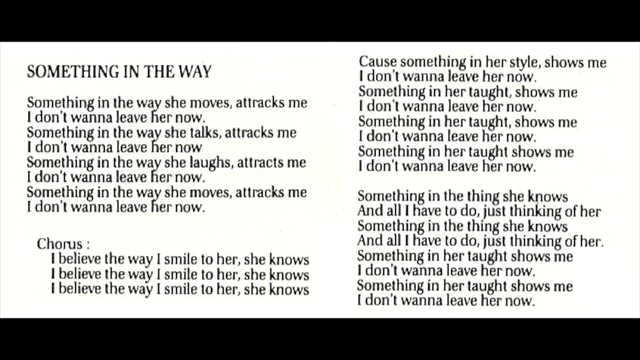 SOMETHING IN THE WAY
Something in the way she moves, attracks me
I don't wanna leave her now.
Something in the way she talks, attracks me
I don't wanna leave her now
Something in the way she laughs, attracts me
I don't wanna leave her now.
Something in the way she moves, attracks me
I don't wanna leave her now.
Chorus :
I believe the way I smile to her, she knows
I believe the way I smile to her, she knows
I believe the way I smile to her, she knows
Cause something in her style, shows me
I don't wanna leave her now.
Something in her taught, shows me
I don't wanna leave her now.
Something in her taught, shows me
I don't wanna leave her now.
Something in her taught shows me
I don't wanna leave her now.
Something in the thing she knows
And all I have to do, just thinking of her
Something in the thing she knows
And all I have to do, just thinking of her.
Something in her taught shows me
I don't wanna leave her now.
Something in her taught shows me
I don't wanna leave her now.